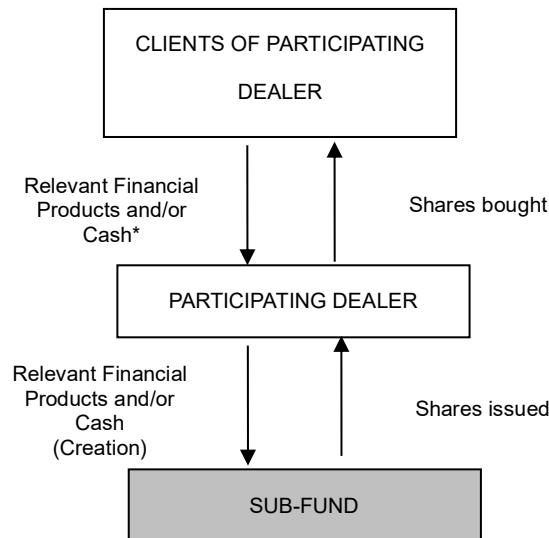 CLIENTS OF PARTICIPATING
DEALER
Relevant Financial
Products and/or
Cash*
Shares bought
PARTICIPATING DEALER
Relevant Financial
Products and/or
Cash
(Creation)
Shares issued
SUB-FUND